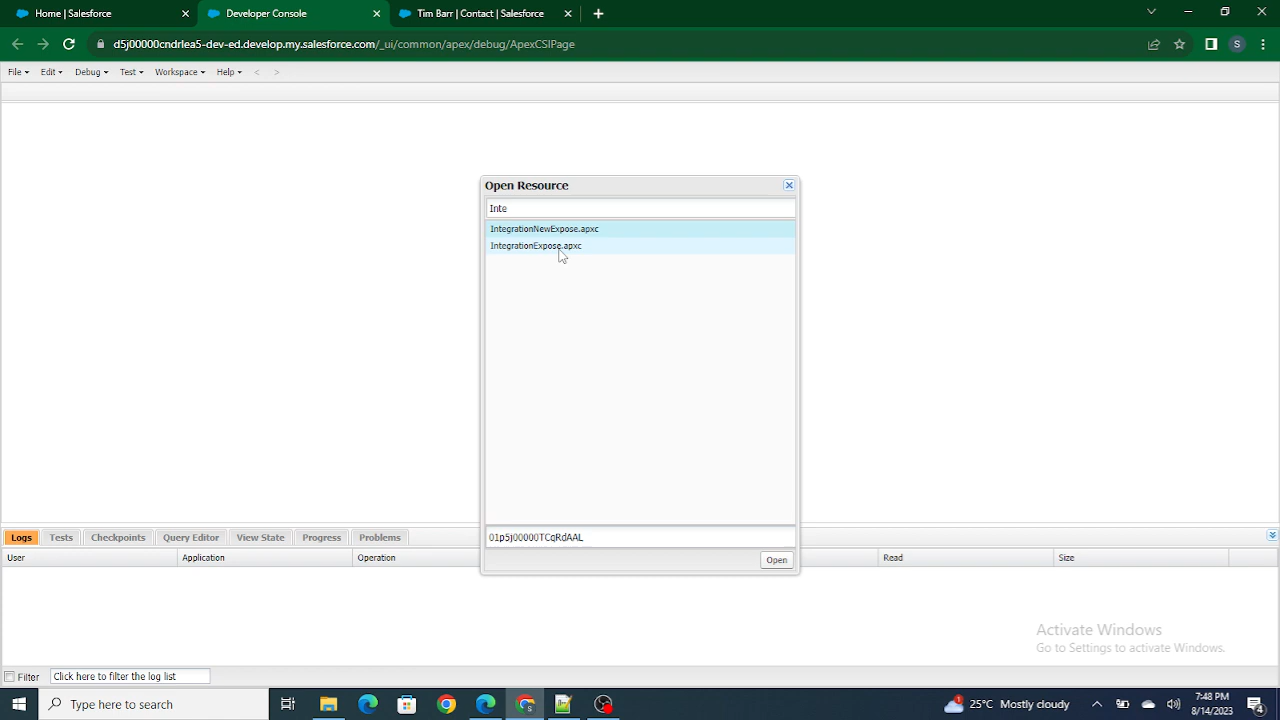 Home | Salesforce
Developer Console
Tim Barr | Contact | Salesforce
d5j00000cndrlea5-dev-ed.develop.my.salesforce.com/_ui/common/apex/debug/ApexCSIPage
S
File Edit Debug Test Workspace Help < >
Open Resource
Inte
IntegrationNewExpose.apxc
IntegrationExpose.apxc
01p5j00000TCqRdAAL
Open
Logs Tests Checkpoints Query Editor View State Progress Problems
User Application Operation Read Size
Activate Windows
Go to Settings to activate Windows.
Filter Click here to filter the log list
Type here to search
25°C Mostly cloudy
7:48 PM
8/14/2023
4